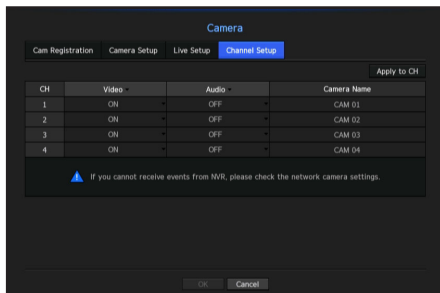 Camera
Cam Registration Camera Setup Live Setup Channel Setup
Apply to CH
CH Video Audio Camera Name
1 ON OFF CAM 01
2 ON OFF CAM 02
3 ON OFF CAM 03
4 ON OFF CAM 04
If you cannot receive events from NVR, please check the network camera settings.
OK Cancel